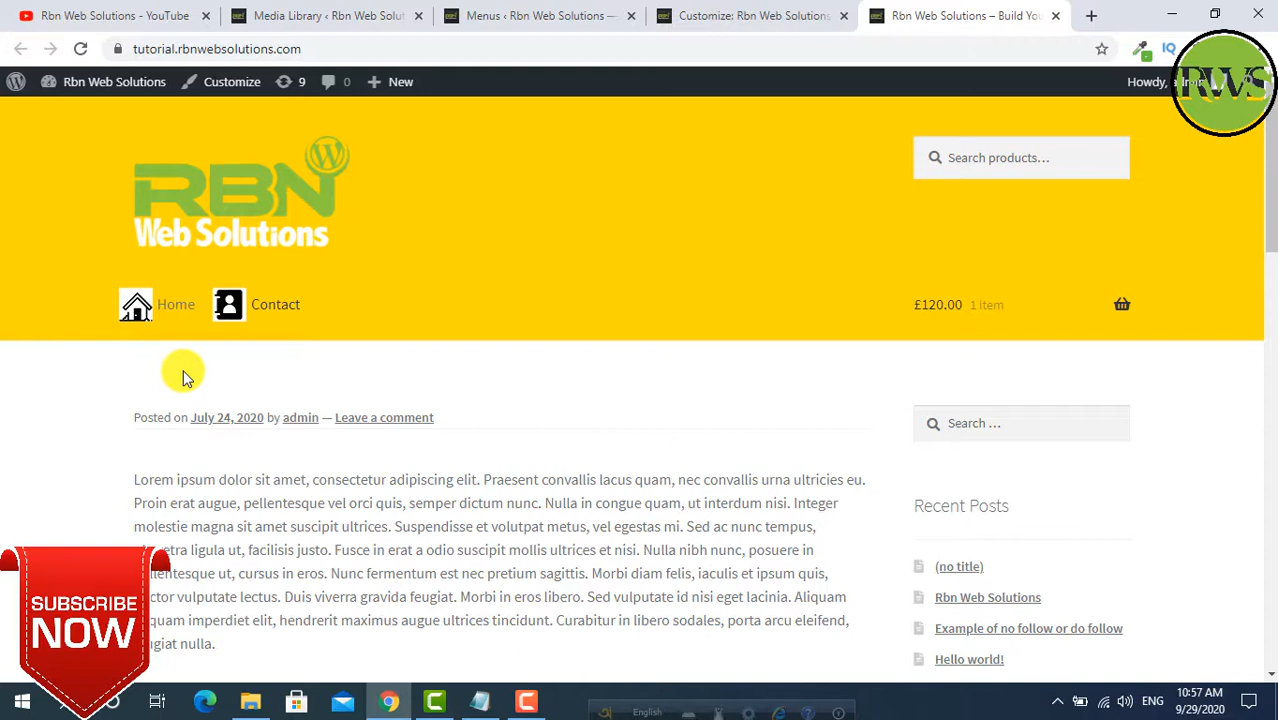 Rbn Web Solutions - YouTube
Media Library ‹ Rbn Web Solut
Menus ‹ Rbn Web Solutions —
Customize: Rbn Web Solutions
Rbn Web Solutions – Build You
tutorial.rbnwebsolutions.com
IQ
Rbn Web Solutions Customize 9 0 New
Howdy,
RWS
RBN
Web Solutions
Search products…
Home Contact
£120.00 1 item
Posted on July 24, 2020 by admin — Leave a comment
Search …
Lorem ipsum dolor sit amet, consectetur adipiscing elit. Praesent convallis lacus quam, nec convallis urna ultricies eu.
Proin erat augue, pellentesque vel orci quis, semper dictum nunc. Nulla in congue quam, ut interdum nisi. Integer
molestie magna sit amet suscipit ultrices. Suspendisse et volutpat metus, vel egestas mi. Sed ac nunc tempus,
ligula ut, facilisis justo. Fusce in erat a odio suscipit mollis ultrices et nisi. Nulla nibh nunc, posuere in
entesque ut, cursus in eros. Nunc fermentum est nec pretium sagittis. Morbi diam felis, iaculis et ipsum quis,
ctor vulputate lectus. Duis viverra gravida feugiat. Morbi in eros libero. Sed vulputate id nisi eget lacinia. Aliquam
quam imperdiet elit, hendrerit maximus augue ultrices tincidunt. Curabitur in libero sodales, porta arcu eleifend,
ugiat nulla.
Recent Posts
(no title)
Rbn Web Solutions
Example of no follow or do follow
Hello world!
SUBSCRIBE
NOW
English
ENG
10:57 AM
9/29/2020